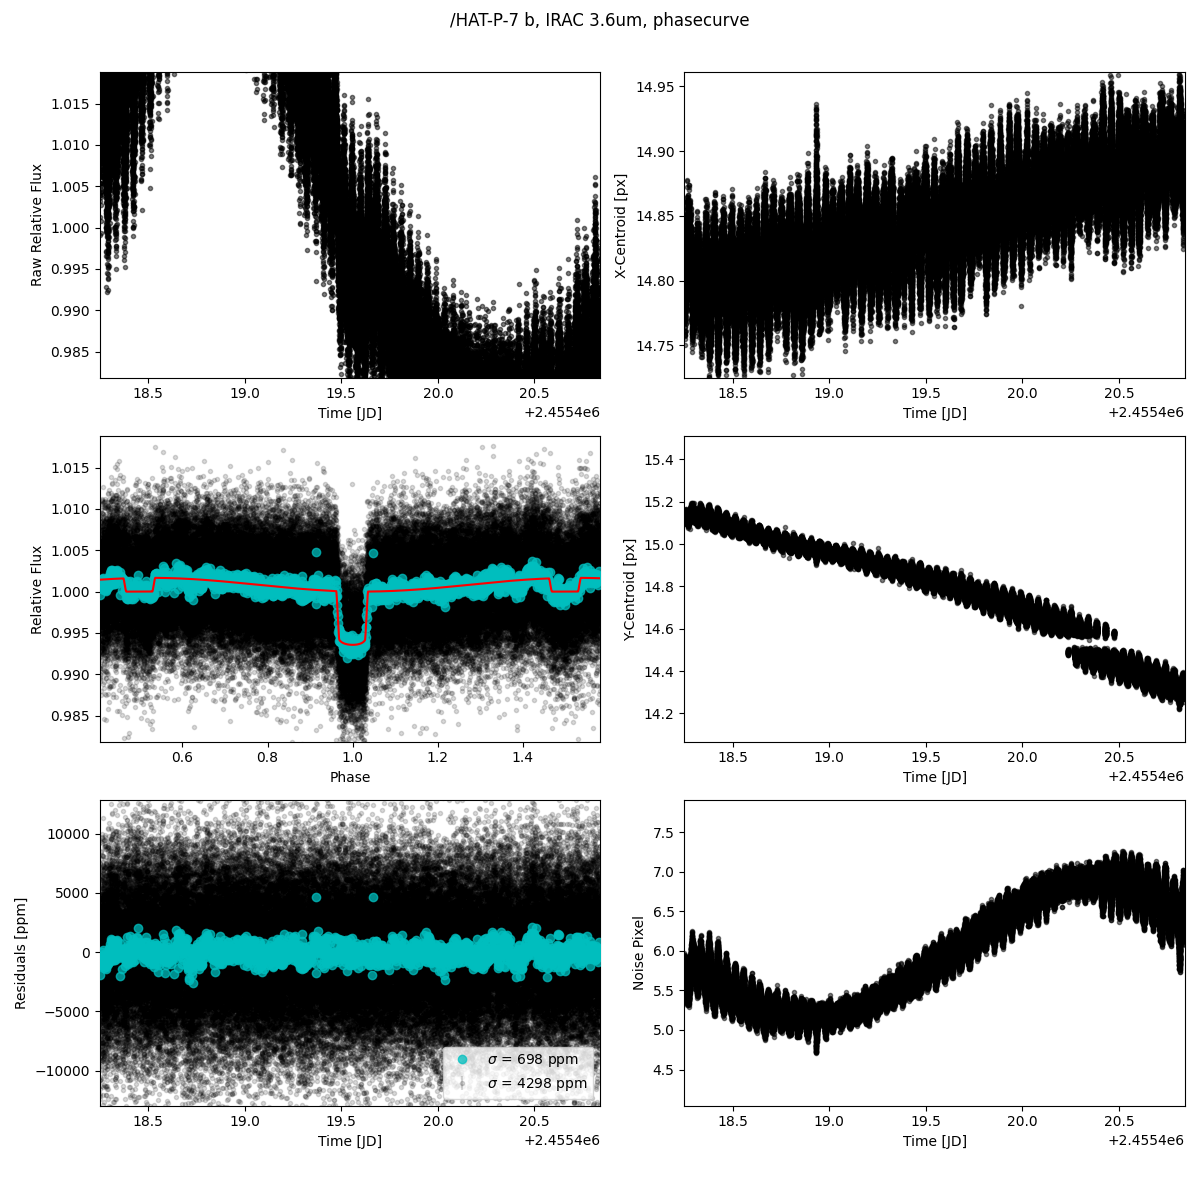 /HAT-P-7 b, IRAC 3.6um, phasecurve
1.015
1.010
1.005
1.000
0.995
0.990
0.985
Raw Relative Flux
18.5 19.0 19.5 20.0 20.5
Time [JD]
+2.4554e6
14.95
14.90
14.85
14.80
14.75
X-Centroid [px]
18.5 19.0 19.5 20.0 20.5
Time [JD]
+2.4554e6
1.015
1.010
1.005
1.000
0.995
0.990
0.985
Relative Flux
0.6 0.8 1.0 1.2 1.4
Phase
15.4
15.2
15.0
14.8
14.6
14.4
14.2
Y-Centroid [px]
18.5 19.0 19.5 20.0 20.5
Time [JD]
+2.4554e6
10000
5000
0
−5000
−10000
Residuals [ppm]
σ = 698 ppm
σ = 4298 ppm
18.5 19.0 19.5 20.0 20.5
Time [JD]
+2.4554e6
7.5
7.0
6.5
6.0
5.5
5.0
4.5
Noise Pixel
18.5 19.0 19.5 20.0 20.5
Time [JD]
+2.4554e6